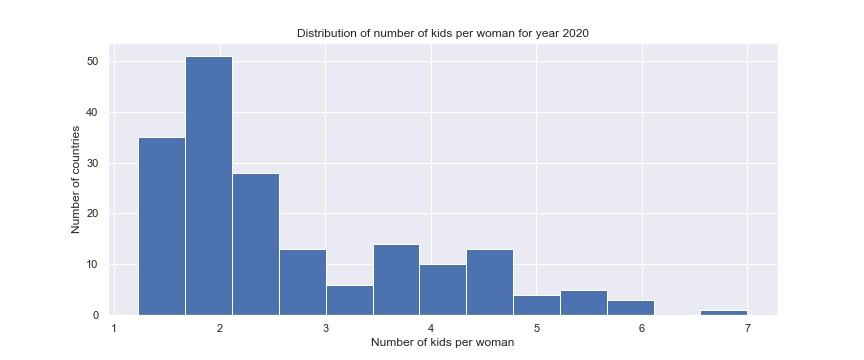 Distribution of number of kids per woman for year 2020
50
40
30
20
10
0
Number of countries
1 2 3 4 5 6 7
Number of kids per woman